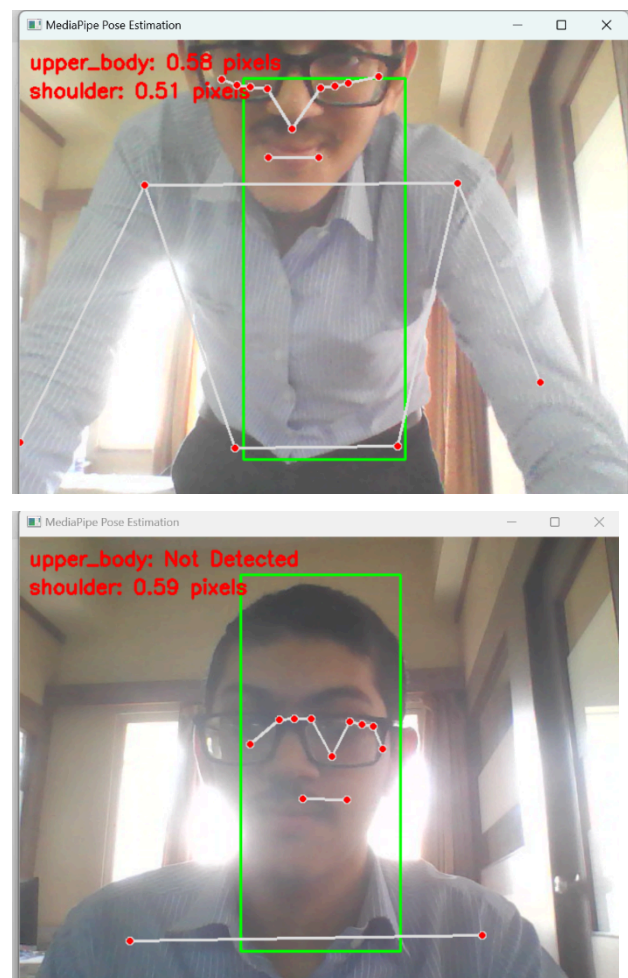 MediaPipe Pose Estimation
upper_body: 0.58 pixels
shoulder: 0.51 pixels
MediaPipe Pose Estimation
upper_body: Not Detected
shoulder: 0.59 pixels